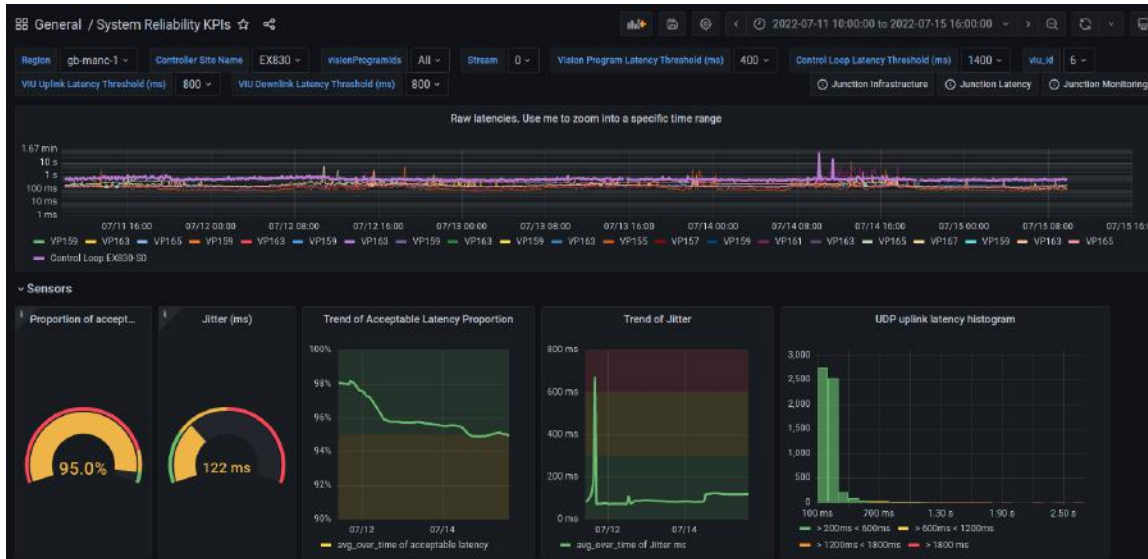 General / System Reliability KPIs
2022-07-11 10:00:00 to 2022-07-15 16:00:00
Region gb-manc-1 Controller Site Name EX830 visionProgramIds All Stream 0 Vision Program Latency Threshold (ms) 400 Control Loop Latency Threshold (ms) 1400 viu_id 6
VIU Uplink Latency Threshold (ms) 800 VIU Downlink Latency Threshold (ms) 800 Junction Infrastructure Junction Latency Junction Monitoring
Raw latencies. Use me to zoom into a specific time range
1.67 min
10 s
1 s
100 ms
10 ms
1 ms
07/11 16:00 07/12 00:00 07/12 08:00 07/12 16:00 07/13 00:00 07/13 08:00 07/13 16:00 07/14 00:00 07/14 08:00 07/14 16:00 07/15 00:00 07/15 08:00 07/15 16:
VP159 VP163 VP165 VP159 VP163 VP159 VP163 VP159 VP163 VP159 VP163 VP155 VP157 VP159 VP161 VP163 VP165 VP167 VP159 VP163 VP165
Control Loop EX830-S0
Sensors
Proportion of accept... Jitter (ms) Trend of Acceptable Latency Proportion Trend of Jitter UDP uplink latency histogram
95.0%
122 ms
100%
98%
96%
94%
92%
90%
07/12 07/14
avg_over_time of acceptable latency
800 ms
600 ms
400 ms
200 ms
0 ms
07/12 07/14
avg_over_time of Jitter ms
3,000
2,500
2,000
1,500
1,000
500
0
100 ms 700 ms 1.30 s 1.90 s 2.50 s
> 200ms < 600ms > 600ms < 1200ms
> 1200ms < 1800ms > 1800 ms